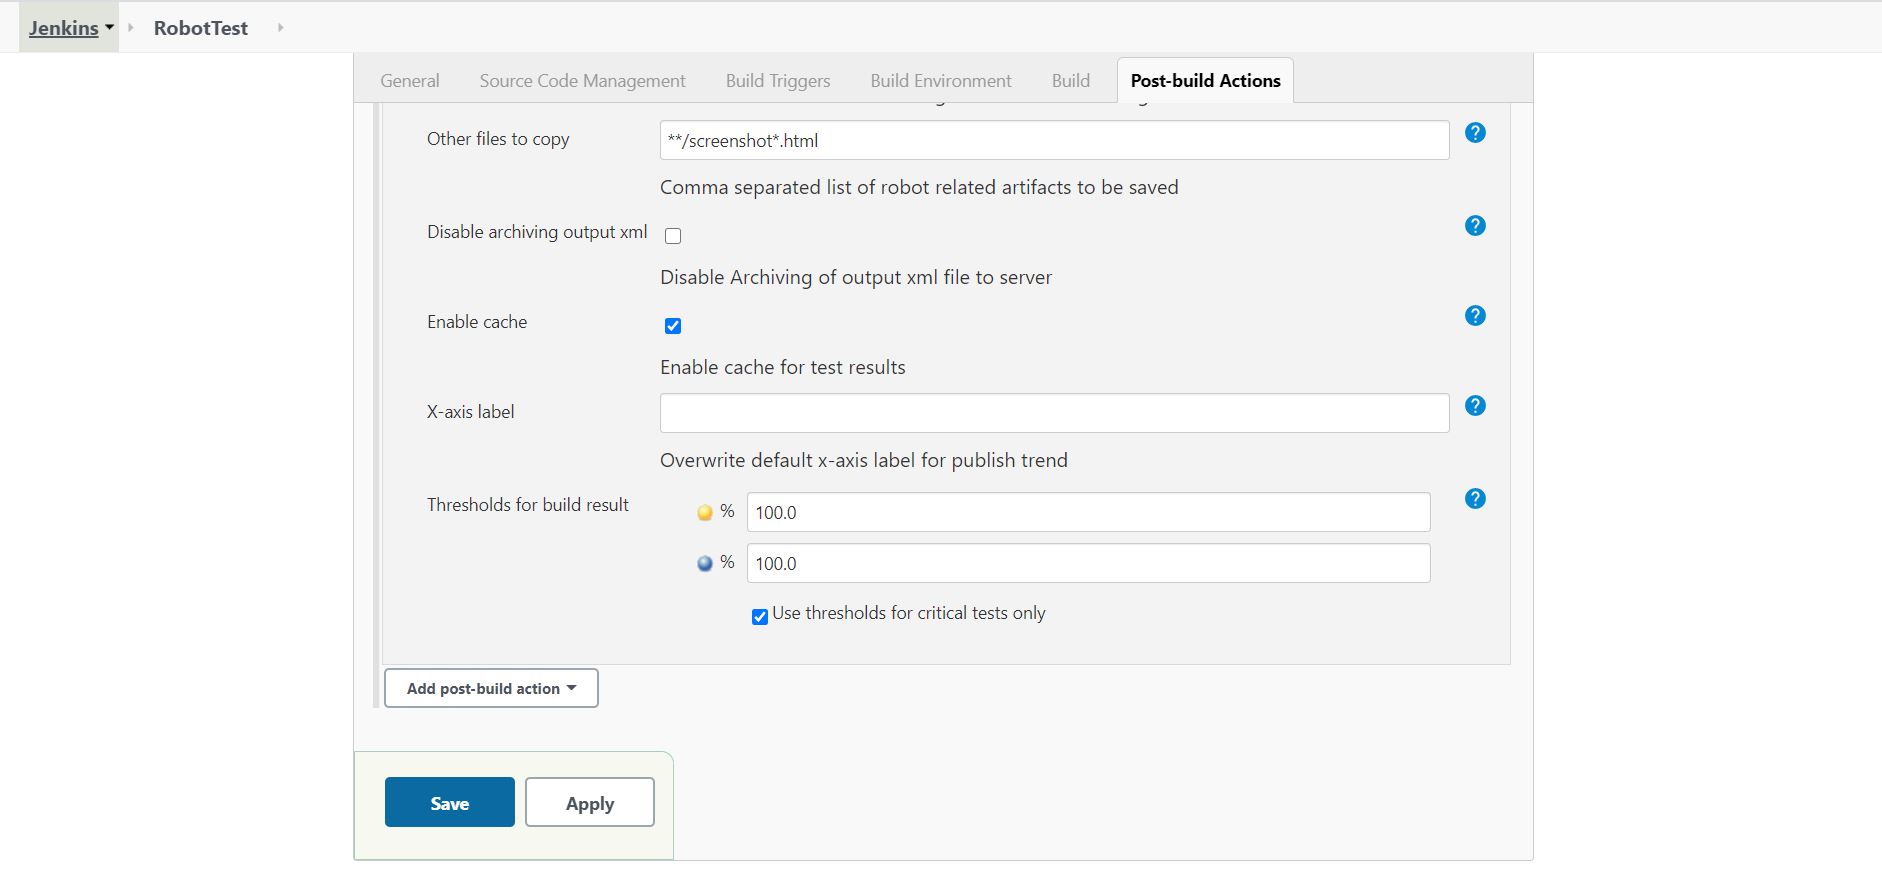 Jenkins RobotTest
General Source Code Management Build Triggers Build Environment Build Post-build Actions
Other files to copy **/screenshot*.html ?
Comma separated list of robot related artifacts to be saved
Disable archiving output xml ?
Disable Archiving of output xml file to server
Enable cache ?
Enable cache for test results
X-axis label ?
Overwrite default x-axis label for publish trend
Thresholds for build result % 100.0 ?
% 100.0
Use thresholds for critical tests only
Add post-build action
Save Apply